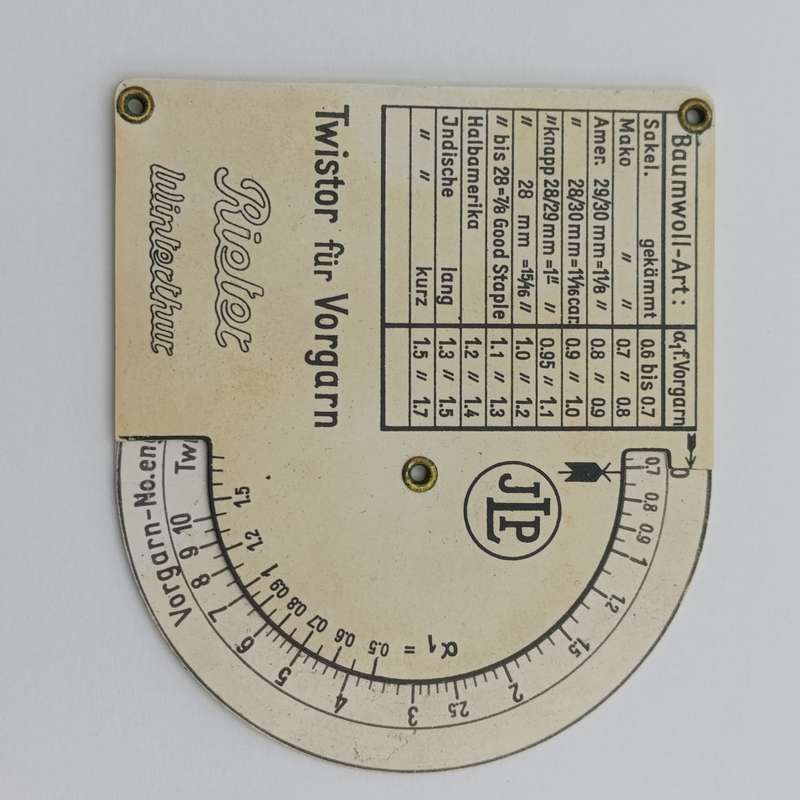 Baumwoll-Art: α₁f.Vorgarn
Sakel. gekämmt 0.6 bis 0.7
Mako " " 0.7 " 0.8
Amer. 29/30 mm = 1 1/8 " 0.8 " 0.9
" 28/30 mm = 1 1/16 car. 0.9 " 1.0
" knapp 28/29 mm = 1" " 0.95 " 1.1
" 28 mm = 15/16 " 1.0 " 1.2
" bis 28 = 7/8 Good Staple 1.1 " 1.3
Halbamerika 1.2 " 1.4
Jndische lang 1.3 " 1.5
" " kurz 1.5 " 1.7
Twistor für Vorgarn
Rieter
Winterthur
JLP
0.7 0.8 0.9 1 1.2 1.5 2 2.5 3 4 5 6 7 8 9 10
α₁ = 0.5 0.6 0.7 0.8 0.9 1 1.2 1.5
Vorgarn-No.en